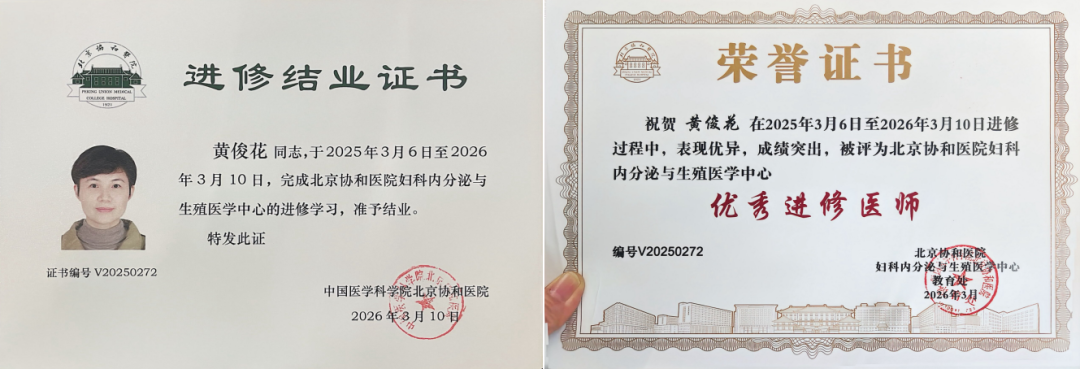 北京协和医院
PEKING UNION MEDICAL
COLLEGE HOSPITAL
1921
进修结业证书
黄俊花 同志,于2025年3月6日至2026
年3月10日,完成北京协和医院妇科内分泌与
生殖医学中心的进修学习,准予结业。
特发此证
证书编号 V20250272
中国医学科学院北京协和医院
2026年3月10日
荣誉证书
祝贺 黄俊花 在2025年3月6日至2026年3月10日进修
过程中,表现优异,成绩突出,被评为北京协和医院妇科
内分泌与生殖医学中心
优秀进修医师
编号V20250272
北京协和医院
妇科内分泌与生殖医学中心
教育处
2026年3月